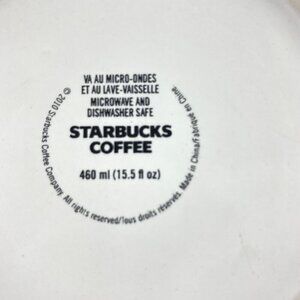 VA AU MICRO-ONDES
ET AU LAVE-VAISSELLE
MICROWAVE AND
DISHWASHER SAFE
STARBUCKS
COFFEE
460 ml (15.5 fl oz)
© 2010 Starbucks Coffee Company. All rights reserved/Tous droits réservés. Made in China/Fabriqué en Chine